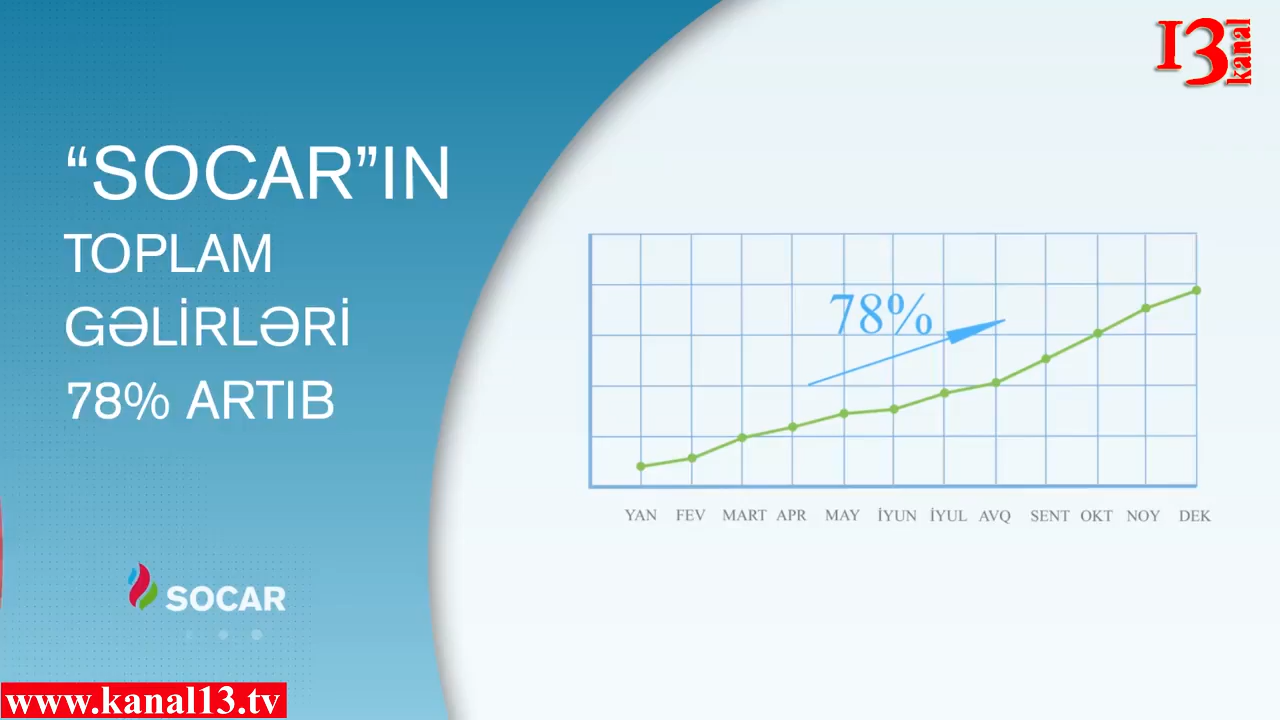 “SOCAR”IN
TOPLAM
GƏLİRLƏRİ
78% ARTIB
SOCAR
www.kanal13.tv
13 kanal
78%
YAN FEV MART APR MAY İYUN İYUL AVQ SENT OKT NOY DEK